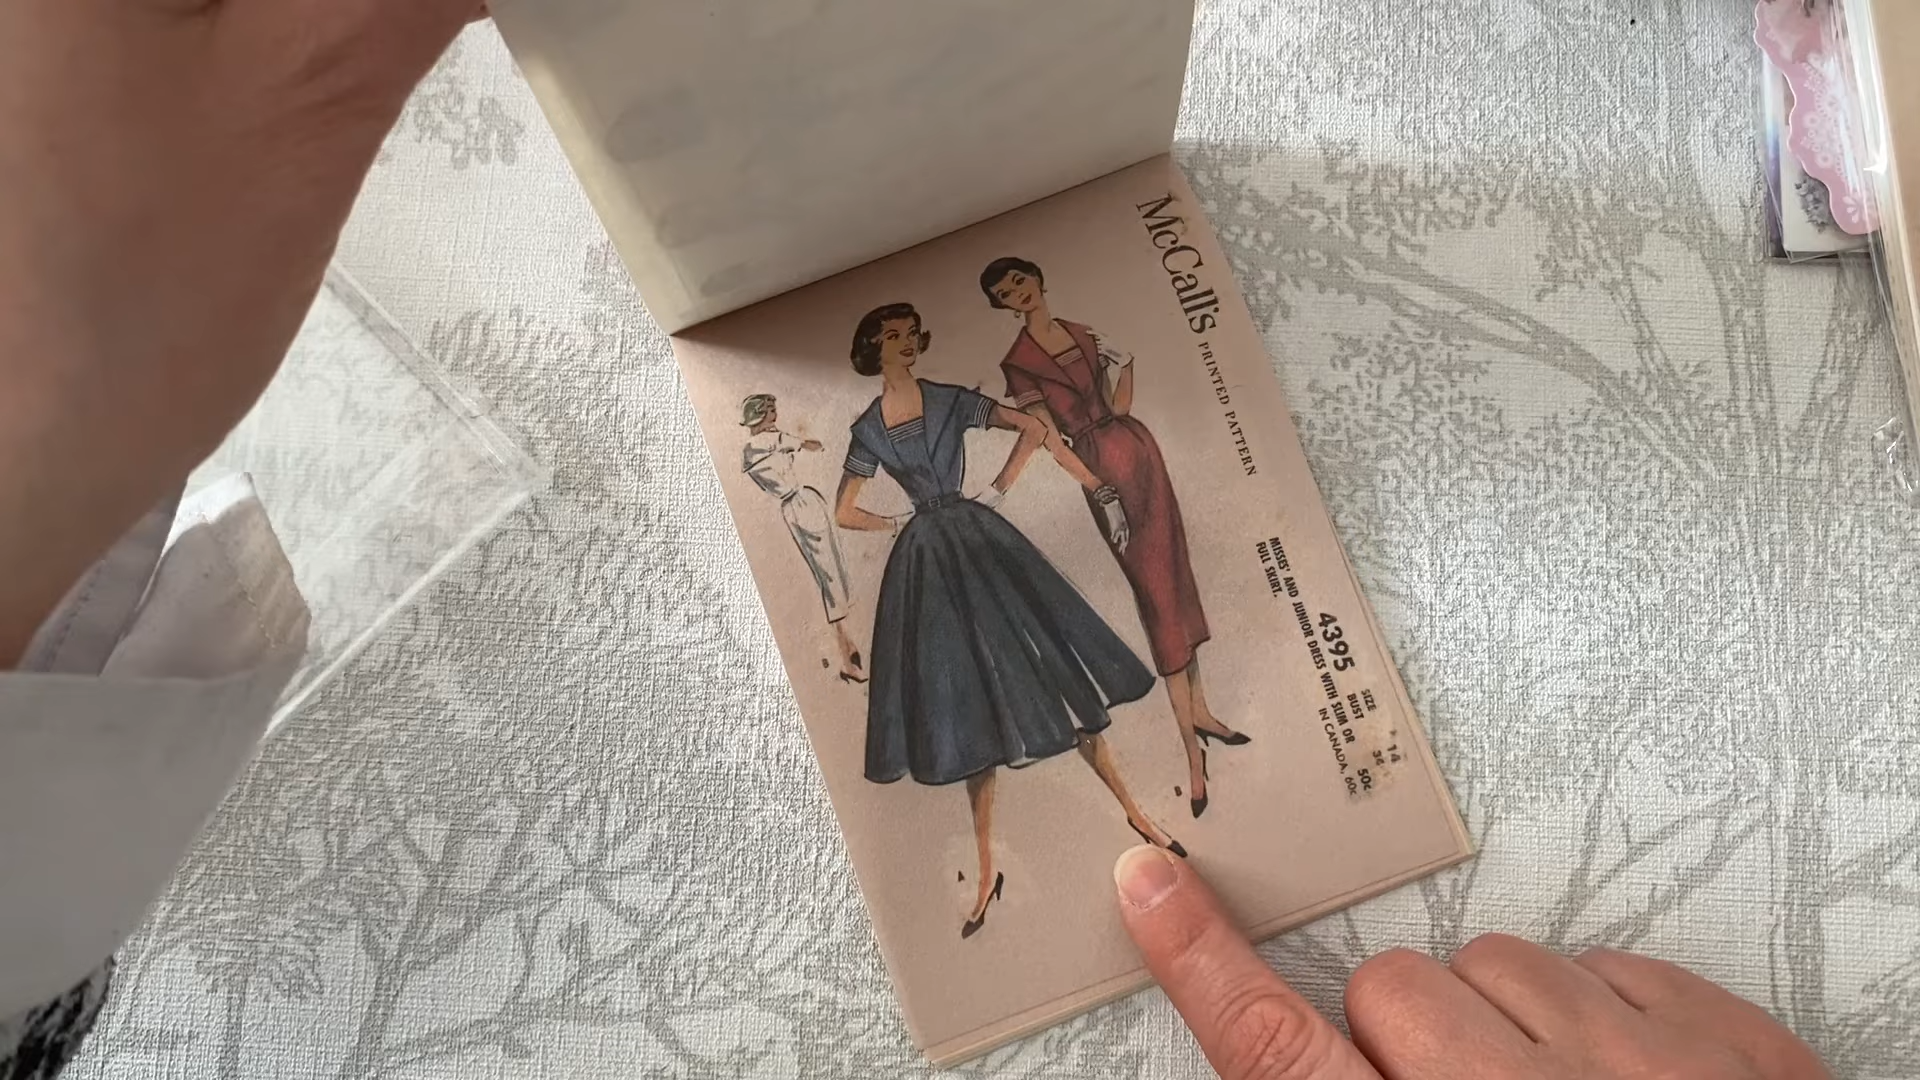 McCall's PRINTED PATTERN
4395
SIZE 14
BUST 34
MISSES' AND JUNIOR DRESS WITH SLIM OR
FULL SKIRT.
50¢
IN CANADA, 60¢
B
A
B